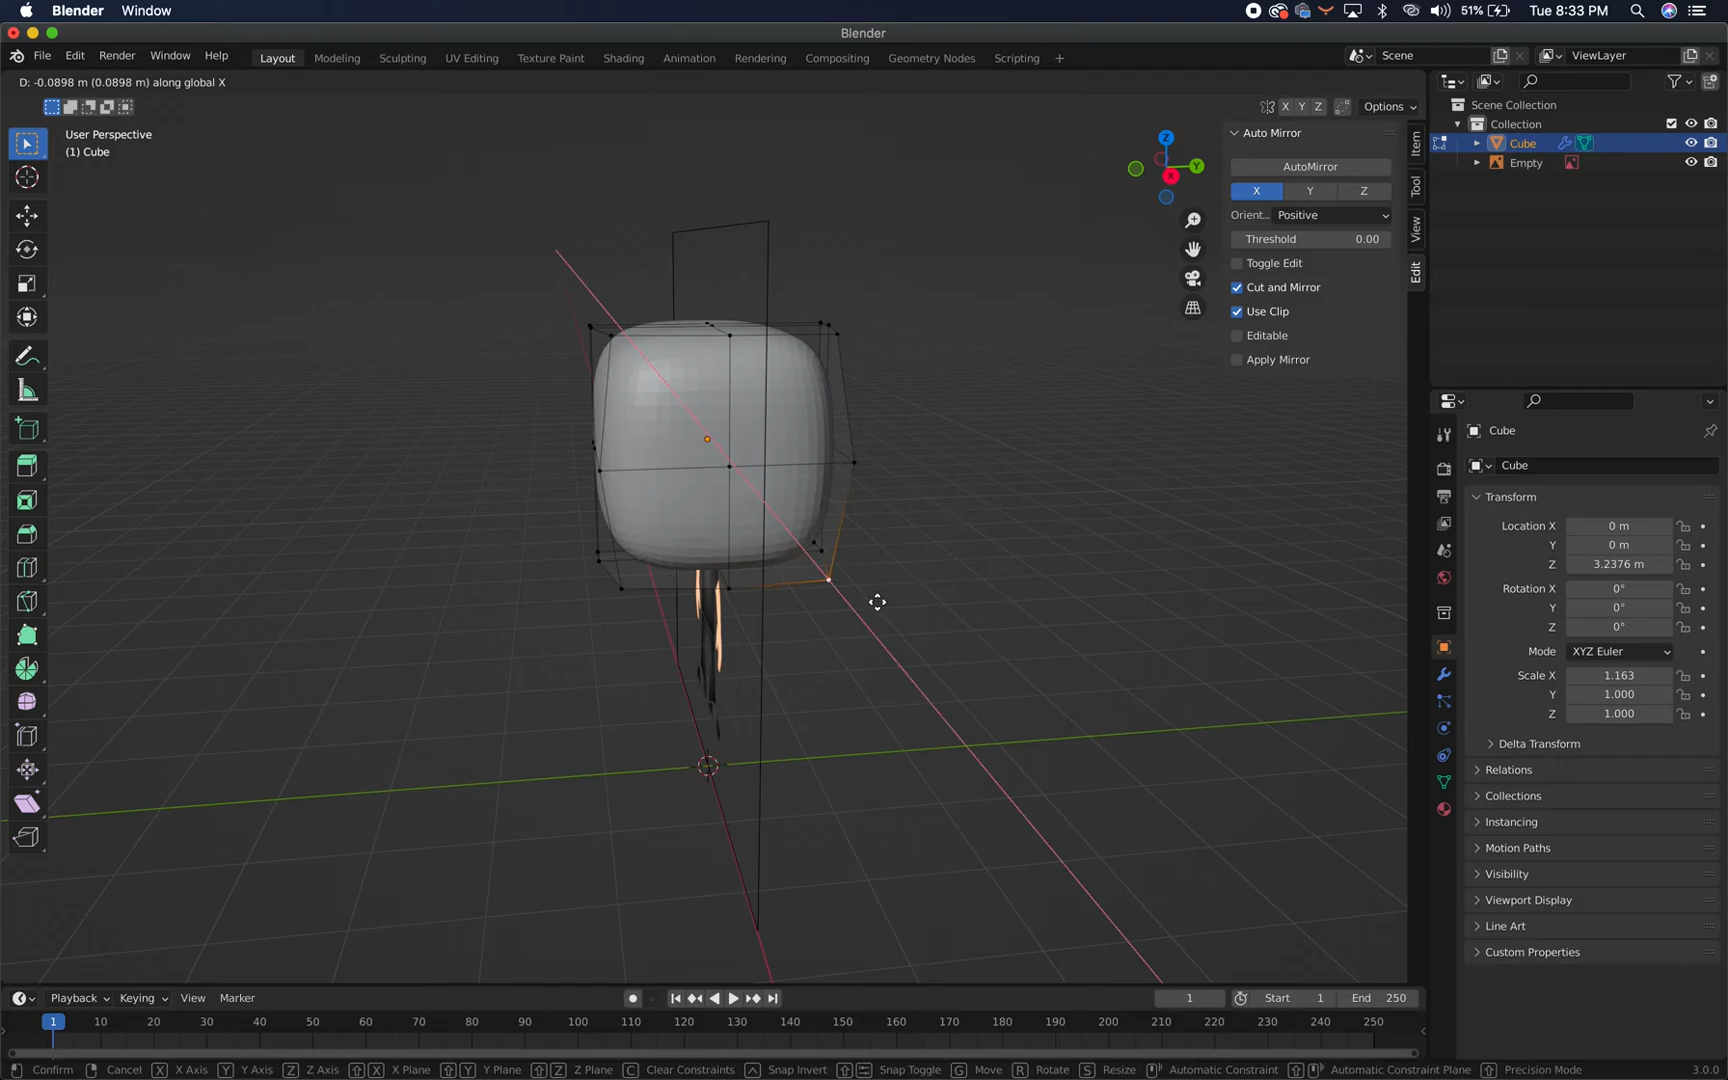 Blender Window 51% Tue 8:33 PM
Blender
File Edit Render Window Help Layout Modeling Sculpting UV Editing Texture Paint Shading Animation Rendering Compositing Geometry Nodes Scripting + Scene ViewLayer
D: -0.0898 m (0.0898 m) along global X
X Y Z Options
User Perspective
(1) Cube
Z
Y
X
Auto Mirror
AutoMirror
X Y Z
Orient... Positive
Threshold 0.00
Toggle Edit
Cut and Mirror
Use Clip
Editable
Apply Mirror
Item
Tool
View
Edit
Scene Collection
Collection
Cube
Empty
Cube
Cube
Transform
Location X 0 m
Y 0 m
Z 3.2376 m
Rotation X 0°
Y 0°
Z 0°
Mode XYZ Euler
Scale X 1.163
Y 1.000
Z 1.000
Delta Transform
Relations
Collections
Instancing
Motion Paths
Visibility
Viewport Display
Line Art
Custom Properties
Playback Keying View Marker 1 Start 1 End 250
1 10 20 30 40 50 60 70 80 90 100 110 120 130 140 150 160 170 180 190 200 210 220 230 240 250
Confirm Cancel X X Axis Y Y Axis Z Z Axis X X Plane Y Y Plane Z Z Plane C Clear Constraints Snap Invert Snap Toggle G Move R Rotate S Resize Automatic Constraint Automatic Constraint Plane Precision Mode 3.0.0